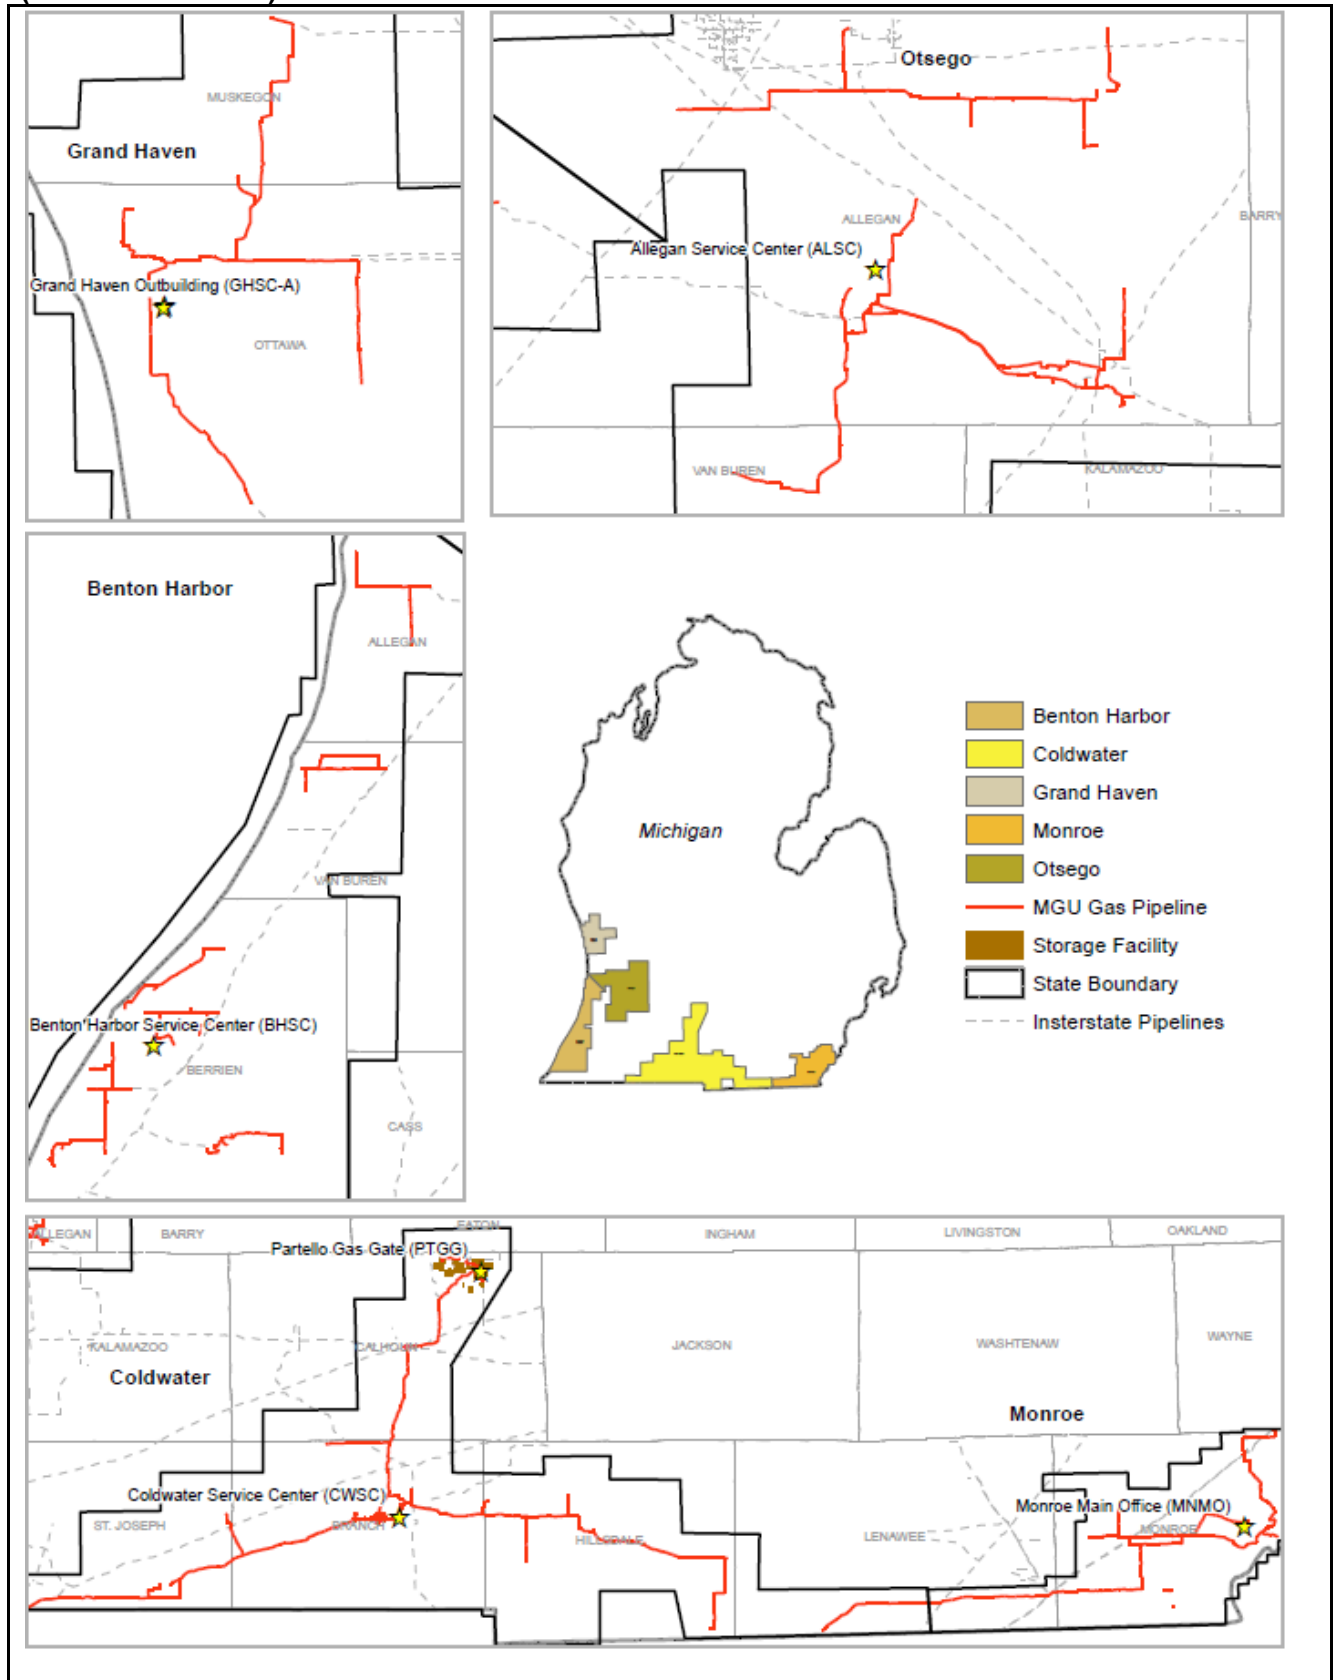 MUSKEGON
Grand Haven
Grand Haven Outbuilding (GHSC-A)
OTTAWA
Otsego
ALLEGAN
BARRY
Allegan Service Center (ALSC)
VAN BUREN
KALAMAZOO
Benton Harbor
ALLEGAN
VAN BUREN
Benton Harbor Service Center (BHSC)
BERRIEN
CASS
Michigan
Benton Harbor
Coldwater
Grand Haven
Monroe
Otsego
MGU Gas Pipeline
Storage Facility
State Boundary
Insterstate Pipelines
ALLEGAN
BARRY
EATON
INGHAM
LIVINGSTON
OAKLAND
Partello Gas Gate (PTGG)
KALAMAZOO
CALHOUN
JACKSON
WASHTENAW
WAYNE
Coldwater
Monroe
Coldwater Service Center (CWSC)
Monroe Main Office (MNMO)
ST. JOSEPH
BRANCH
HILLSDALE
LENAWEE
MONROE